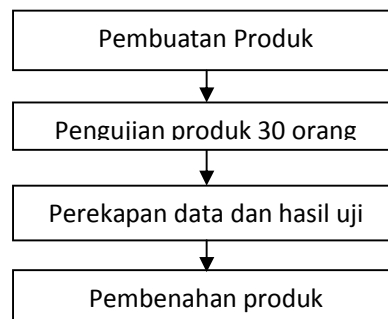 Pembuatan Produk
Pengujian produk 30 orang
Perekapan data dan hasil uji
Pembenahan produk